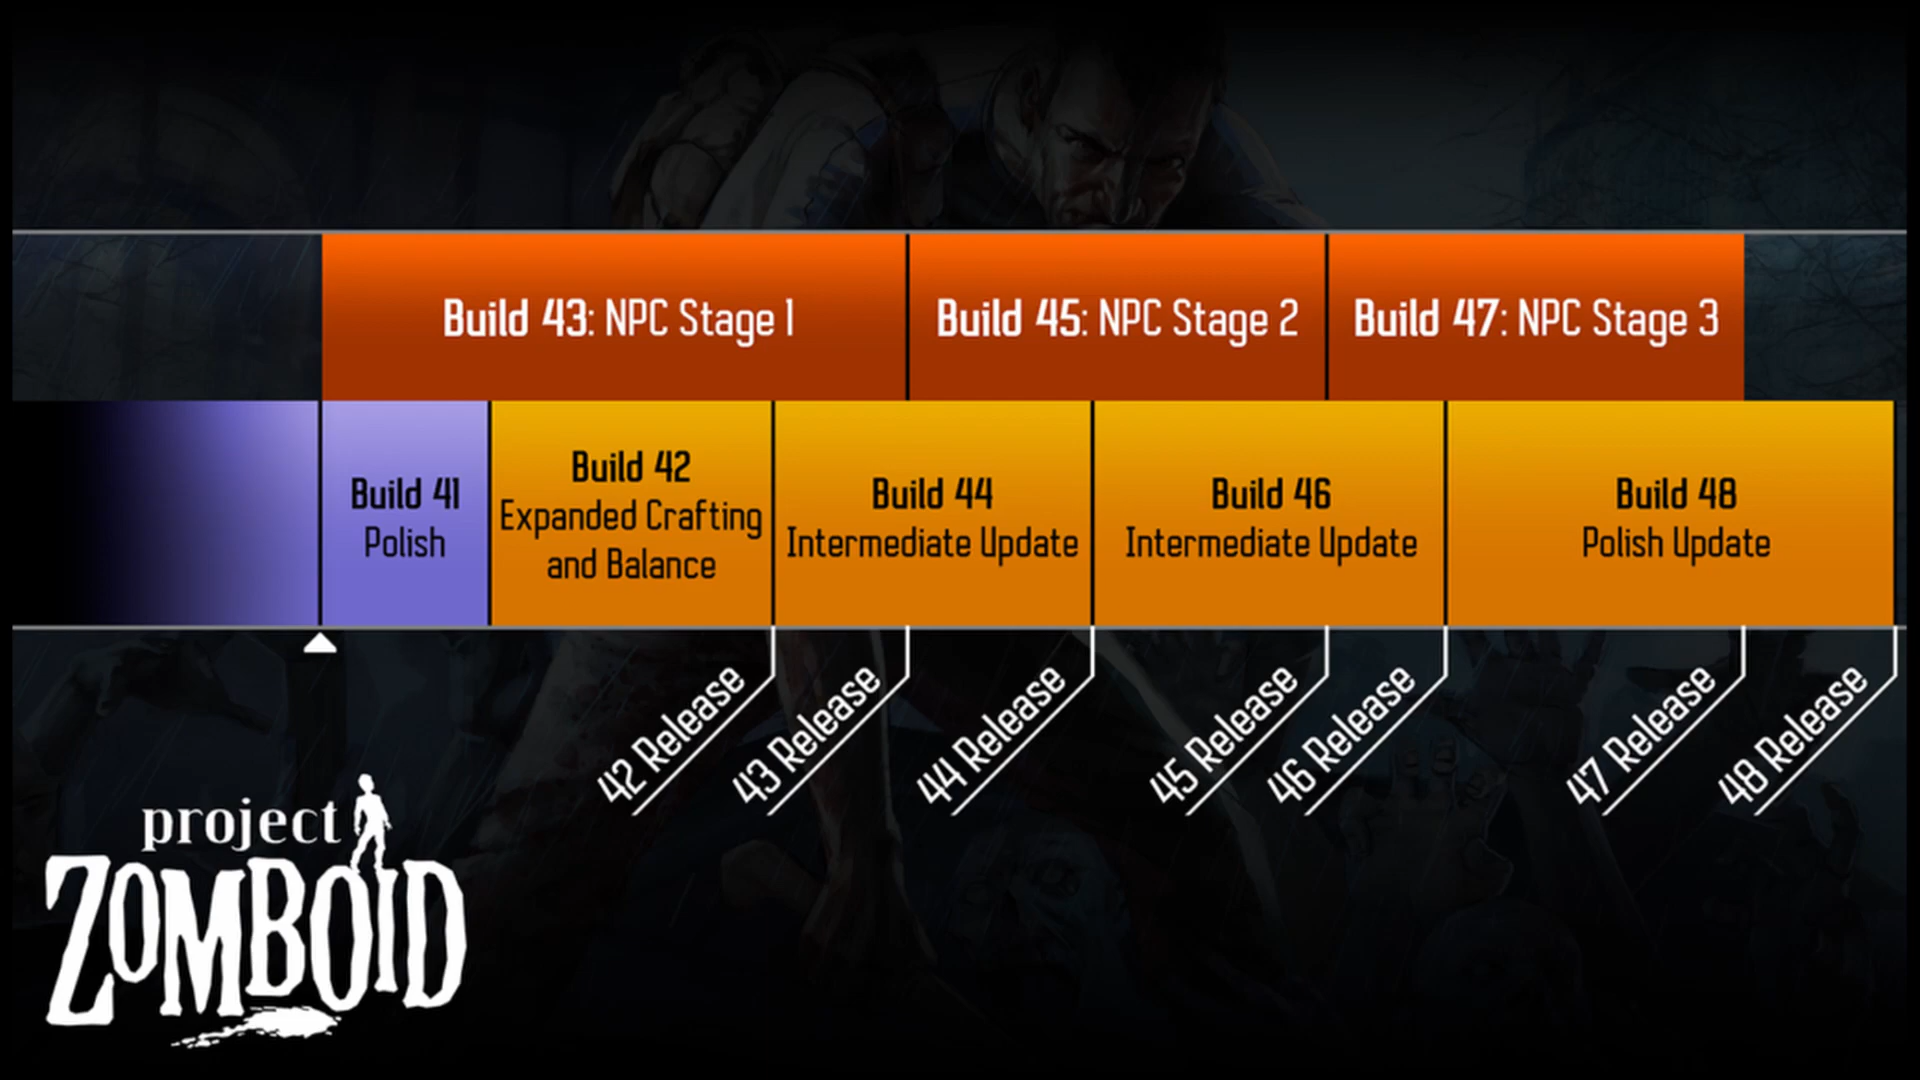 Build 43: NPC Stage 1
Build 45: NPC Stage 2
Build 47: NPC Stage 3
Build 41
Polish
Build 42
Expanded Crafting
and Balance
Build 44
Intermediate Update
Build 46
Intermediate Update
Build 48
Polish Update
42 Release
43 Release
44 Release
45 Release
46 Release
47 Release
48 Release
project
ZOMBOID